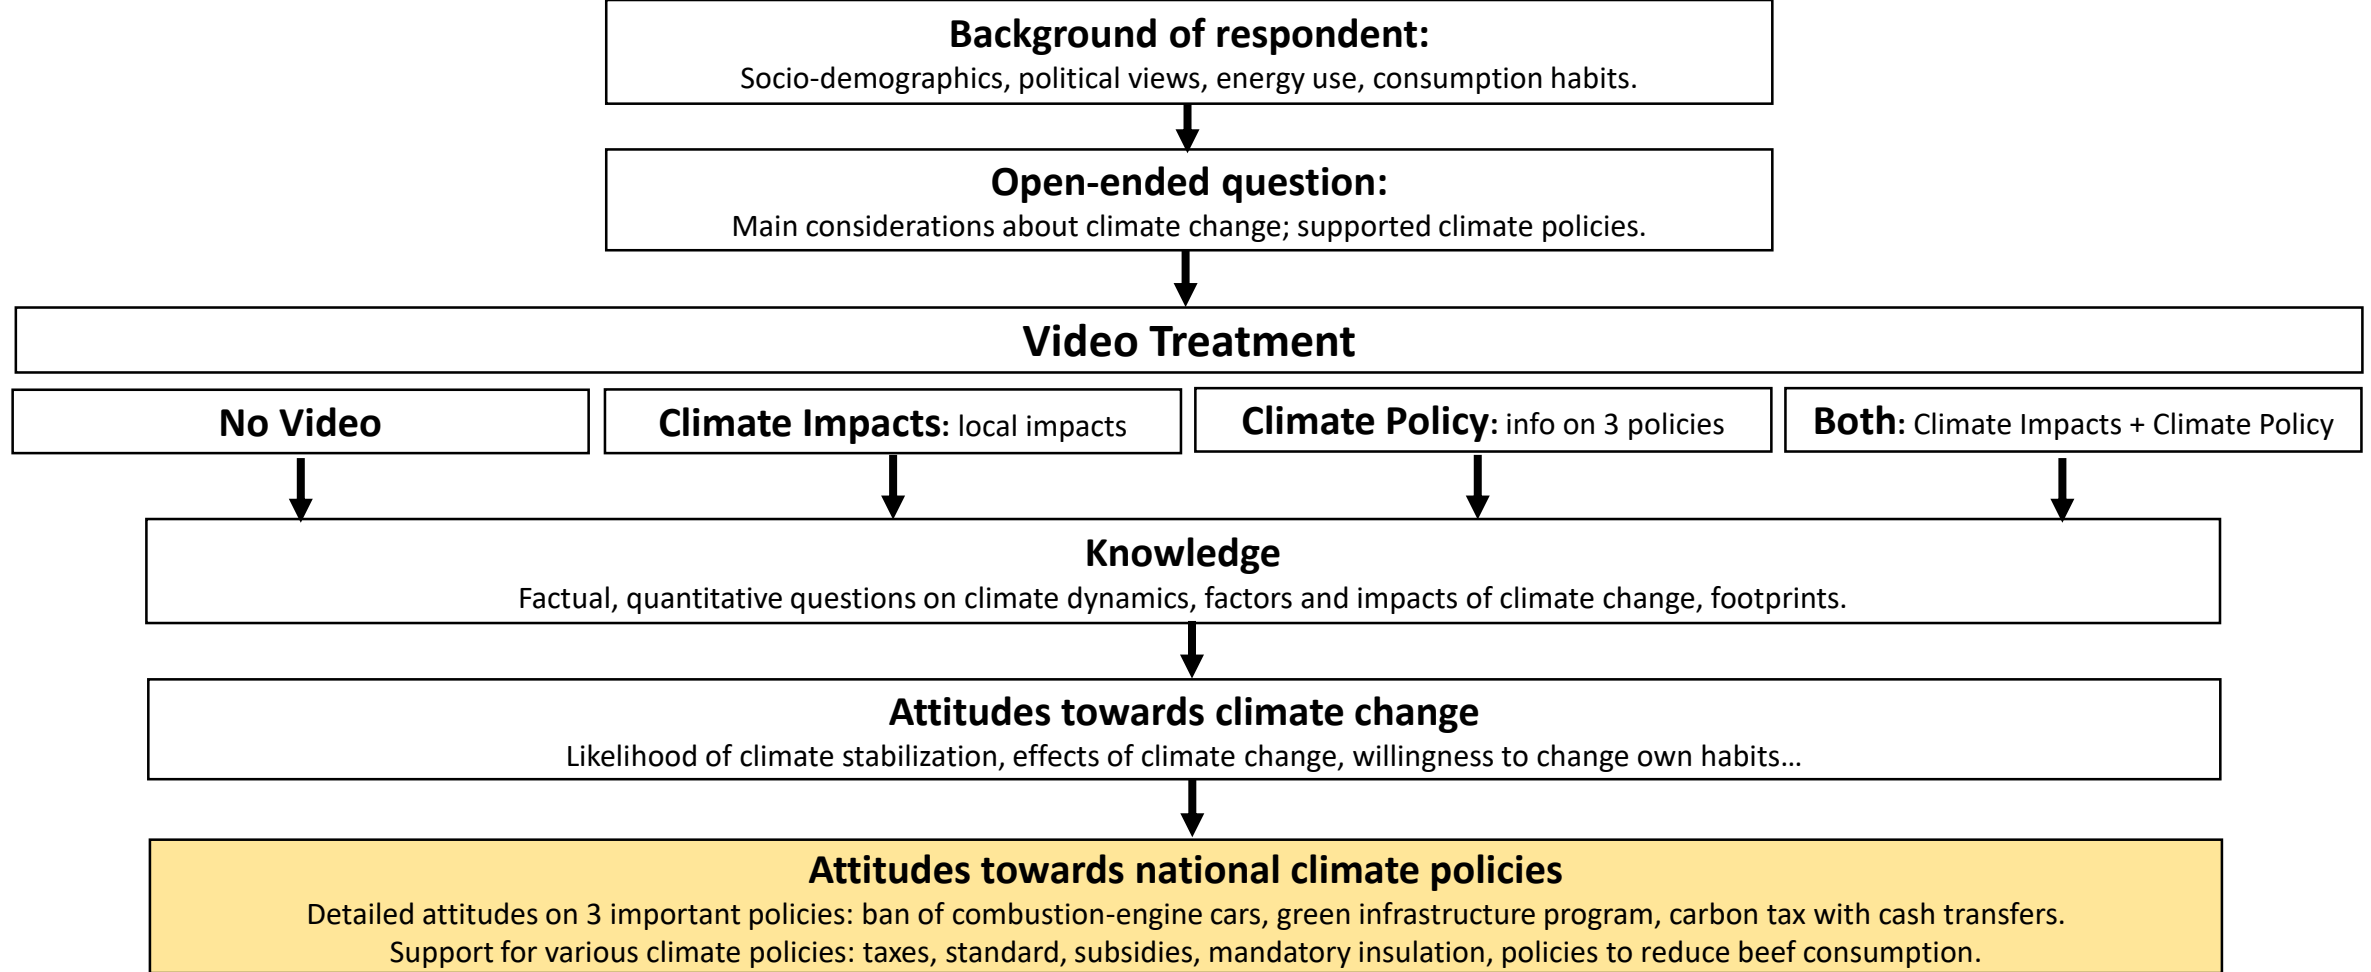 Background of respondent:
Socio-demographics, political views, energy use, consumption habits.
Open-ended question:
Main considerations about climate change; supported climate policies.
Video Treatment
No Video
Climate Impacts: local impacts
Climate Policy: info on 3 policies
Both: Climate Impacts + Climate Policy
Knowledge
Factual, quantitative questions on climate dynamics, factors and impacts of climate change, footprints.
Attitudes towards climate change
Likelihood of climate stabilization, effects of climate change, willingness to change own habits…
Attitudes towards national climate policies
Detailed attitudes on 3 important policies: ban of combustion-engine cars, green infrastructure program, carbon tax with cash transfers.
Support for various climate policies: taxes, standard, subsidies, mandatory insulation, policies to reduce beef consumption.